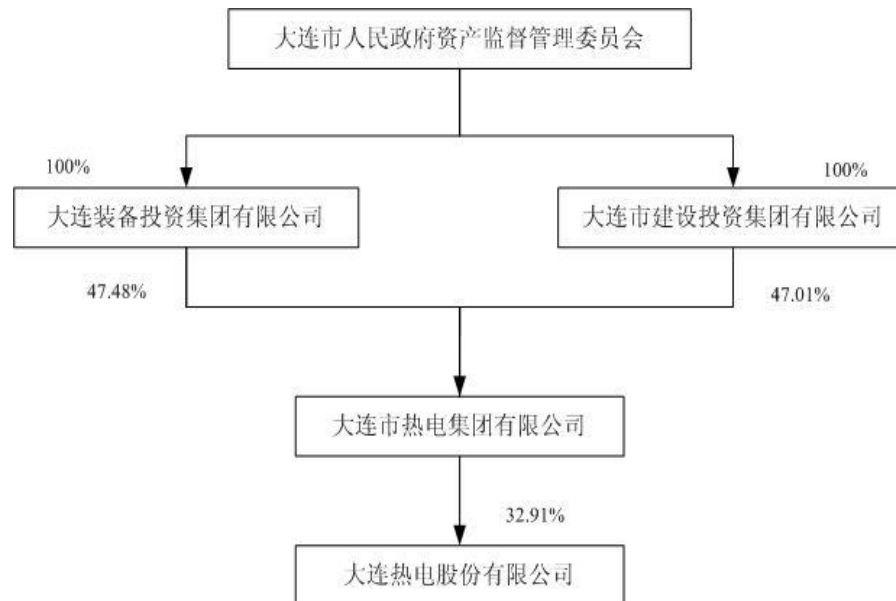 大连市人民政府资产监督管理委员会
100%
100%
大连装备投资集团有限公司
大连市建设投资集团有限公司
47.48%
47.01%
大连市热电集团有限公司
32.91%
大连热电股份有限公司